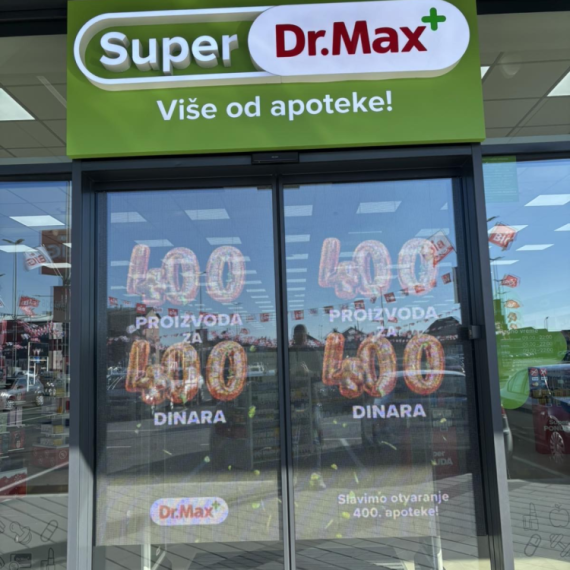 Super Dr.Max+
Više od apoteke!
400
PROIZVODA
ZA
400
DINARA
400
PROIZVODA
ZA
400
DINARA
Dr.Max+
Slavimo otvaranje
400. apoteke!